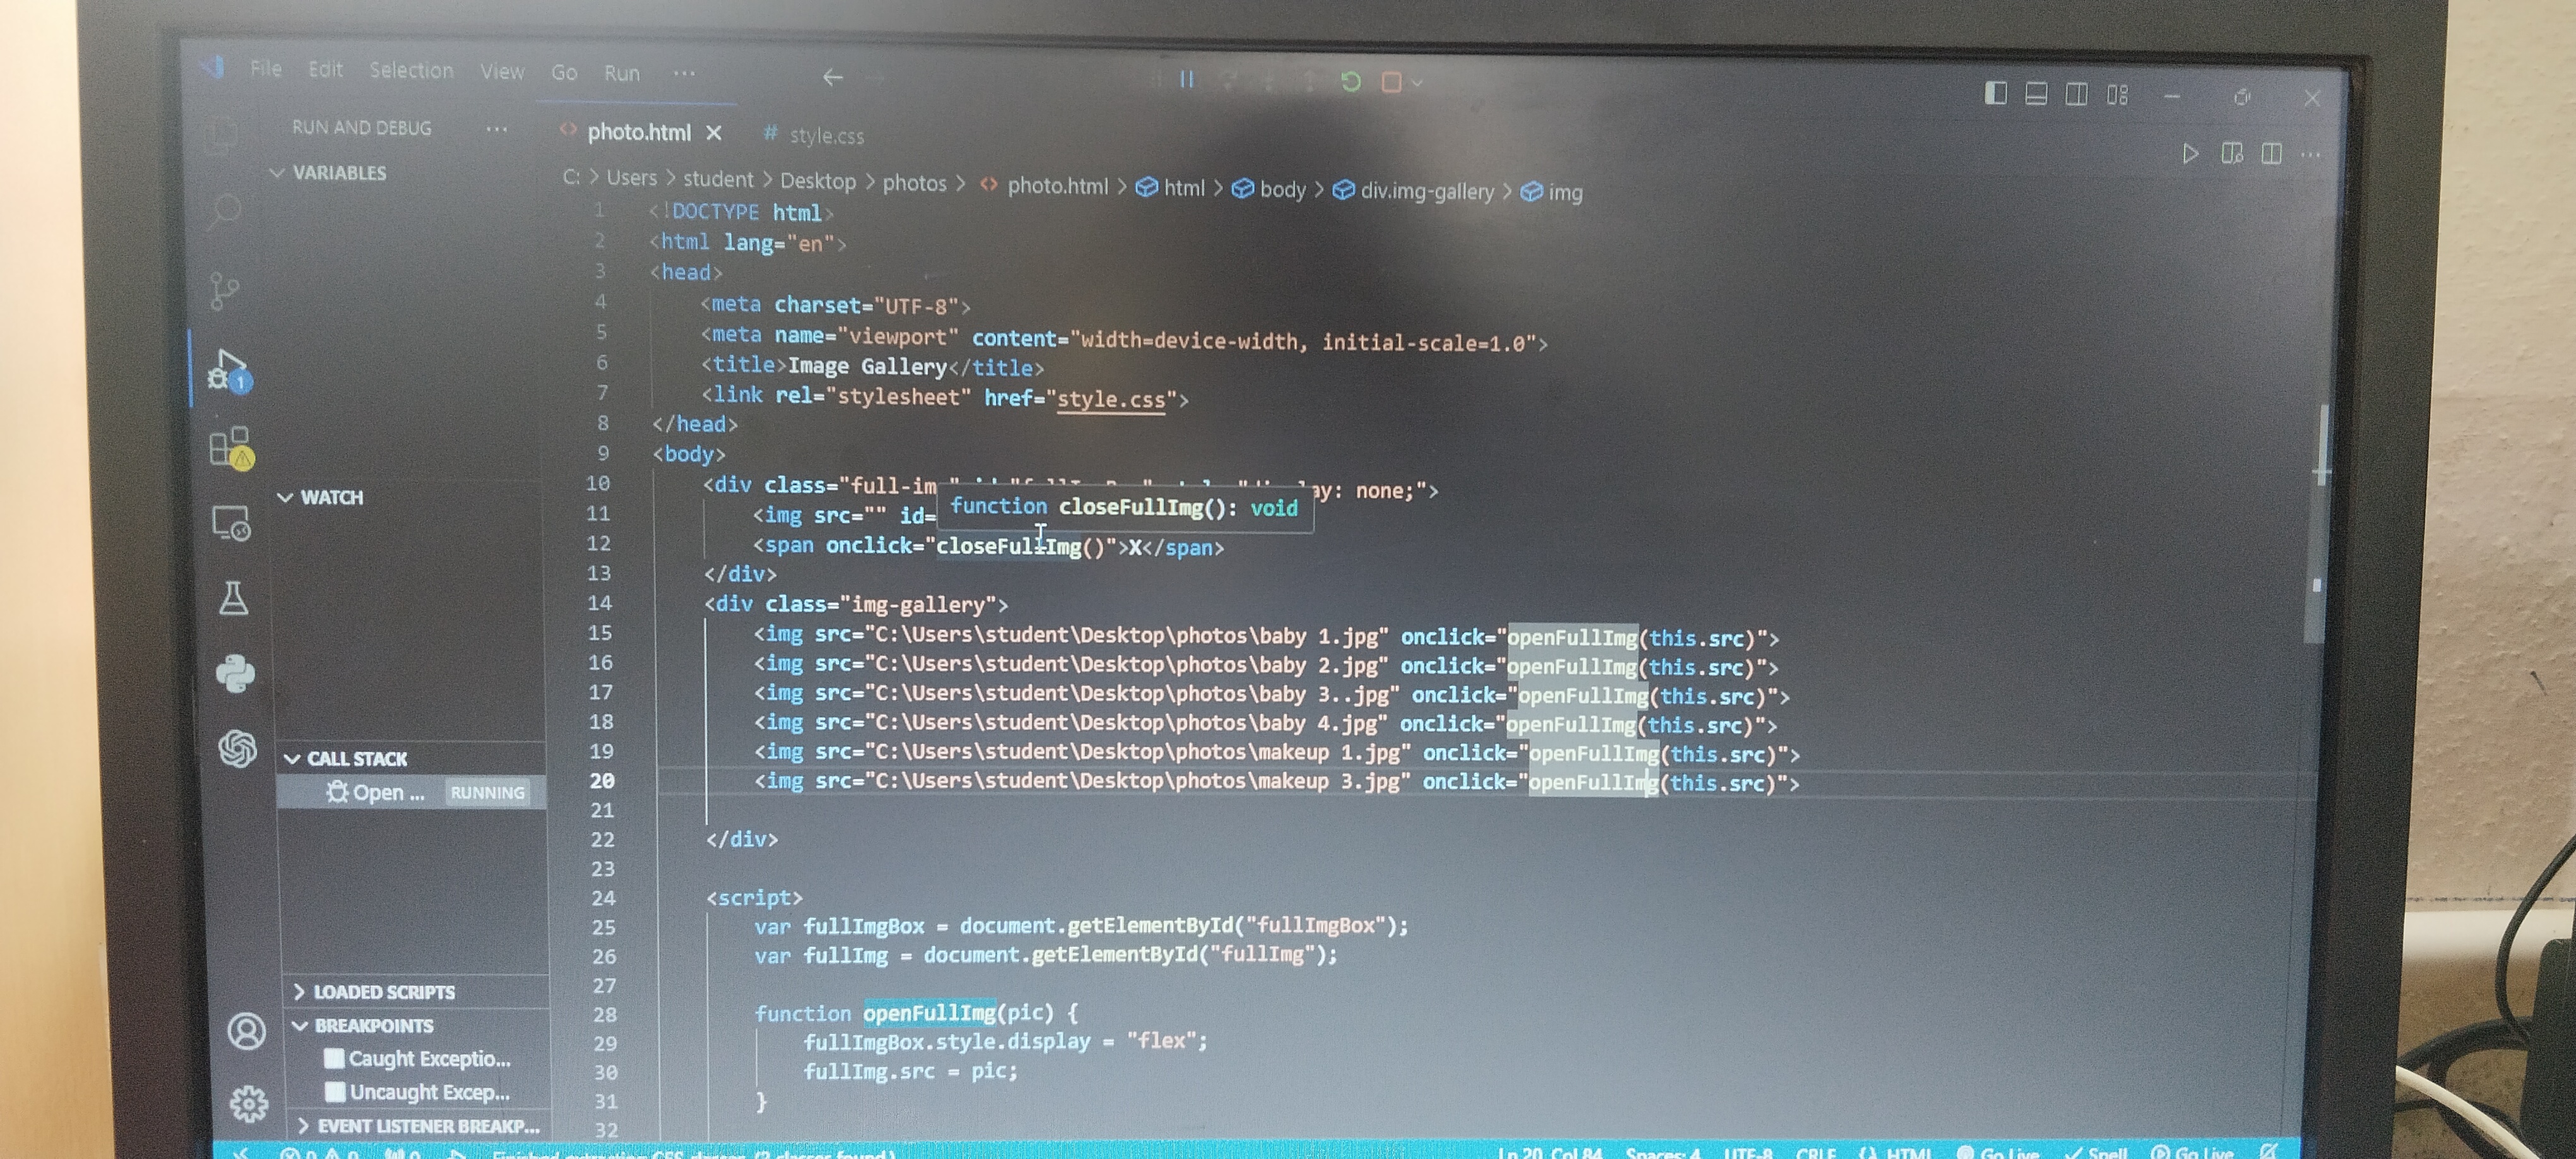 File Edit Selection View Go Run ...
RUN AND DEBUG ...
photo.html
# style.css
VARIABLES
C: > Users > student > Desktop > photos > <> photo.html > html > body > div.img-gallery > img
1 <!DOCTYPE html>
2 <html lang="en">
3 <head>
4 <meta charset="UTF-8">
5 <meta name="viewport" content="width=device-width, initial-scale=1.0">
6 <title>Image Gallery</title>
7 <link rel="stylesheet" href="style.css">
8 </head>
9 <body>
10 <div class="full-im ay: none;">
function closeFullImg(): void
11 <img src="" id=
12 <span onclick="closeFullImg()">X</span>
13 </div>
14 <div class="img-gallery">
15 <img src="C:\Users\student\Desktop\photos\baby 1.jpg" onclick="openFullImg(this.src)">
16 <img src="C:\Users\student\Desktop\photos\baby 2.jpg" onclick="openFullImg(this.src)">
17 <img src="C:\Users\student\Desktop\photos\baby 3..jpg" onclick="openFullImg(this.src)">
18 <img src="C:\Users\student\Desktop\photos\baby 4.jpg" onclick="openFullImg(this.src)">
19 <img src="C:\Users\student\Desktop\photos\makeup 1.jpg" onclick="openFullImg(this.src)">
20 <img src="C:\Users\student\Desktop\photos\makeup 3.jpg" onclick="openFullImg(this.src)">
21
22 </div>
23
24 <script>
25 var fullImgBox = document.getElementById("fullImgBox");
26 var fullImg = document.getElementById("fullImg");
27
28 function openFullImg(pic) {
29 fullImgBox.style.display = "flex";
30 fullImg.src = pic;
31 }
32
1
WATCH
CALL STACK
Open ... RUNNING
LOADED SCRIPTS
BREAKPOINTS
Caught Exceptio...
Uncaught Excep...
EVENT LISTENER BREAKP...
Finished extracting CSS classes (2 classes found.)
Ln 20, Col 84 Spaces: 4 UTF-8 CRLF HTML Go Live Spell Go Live